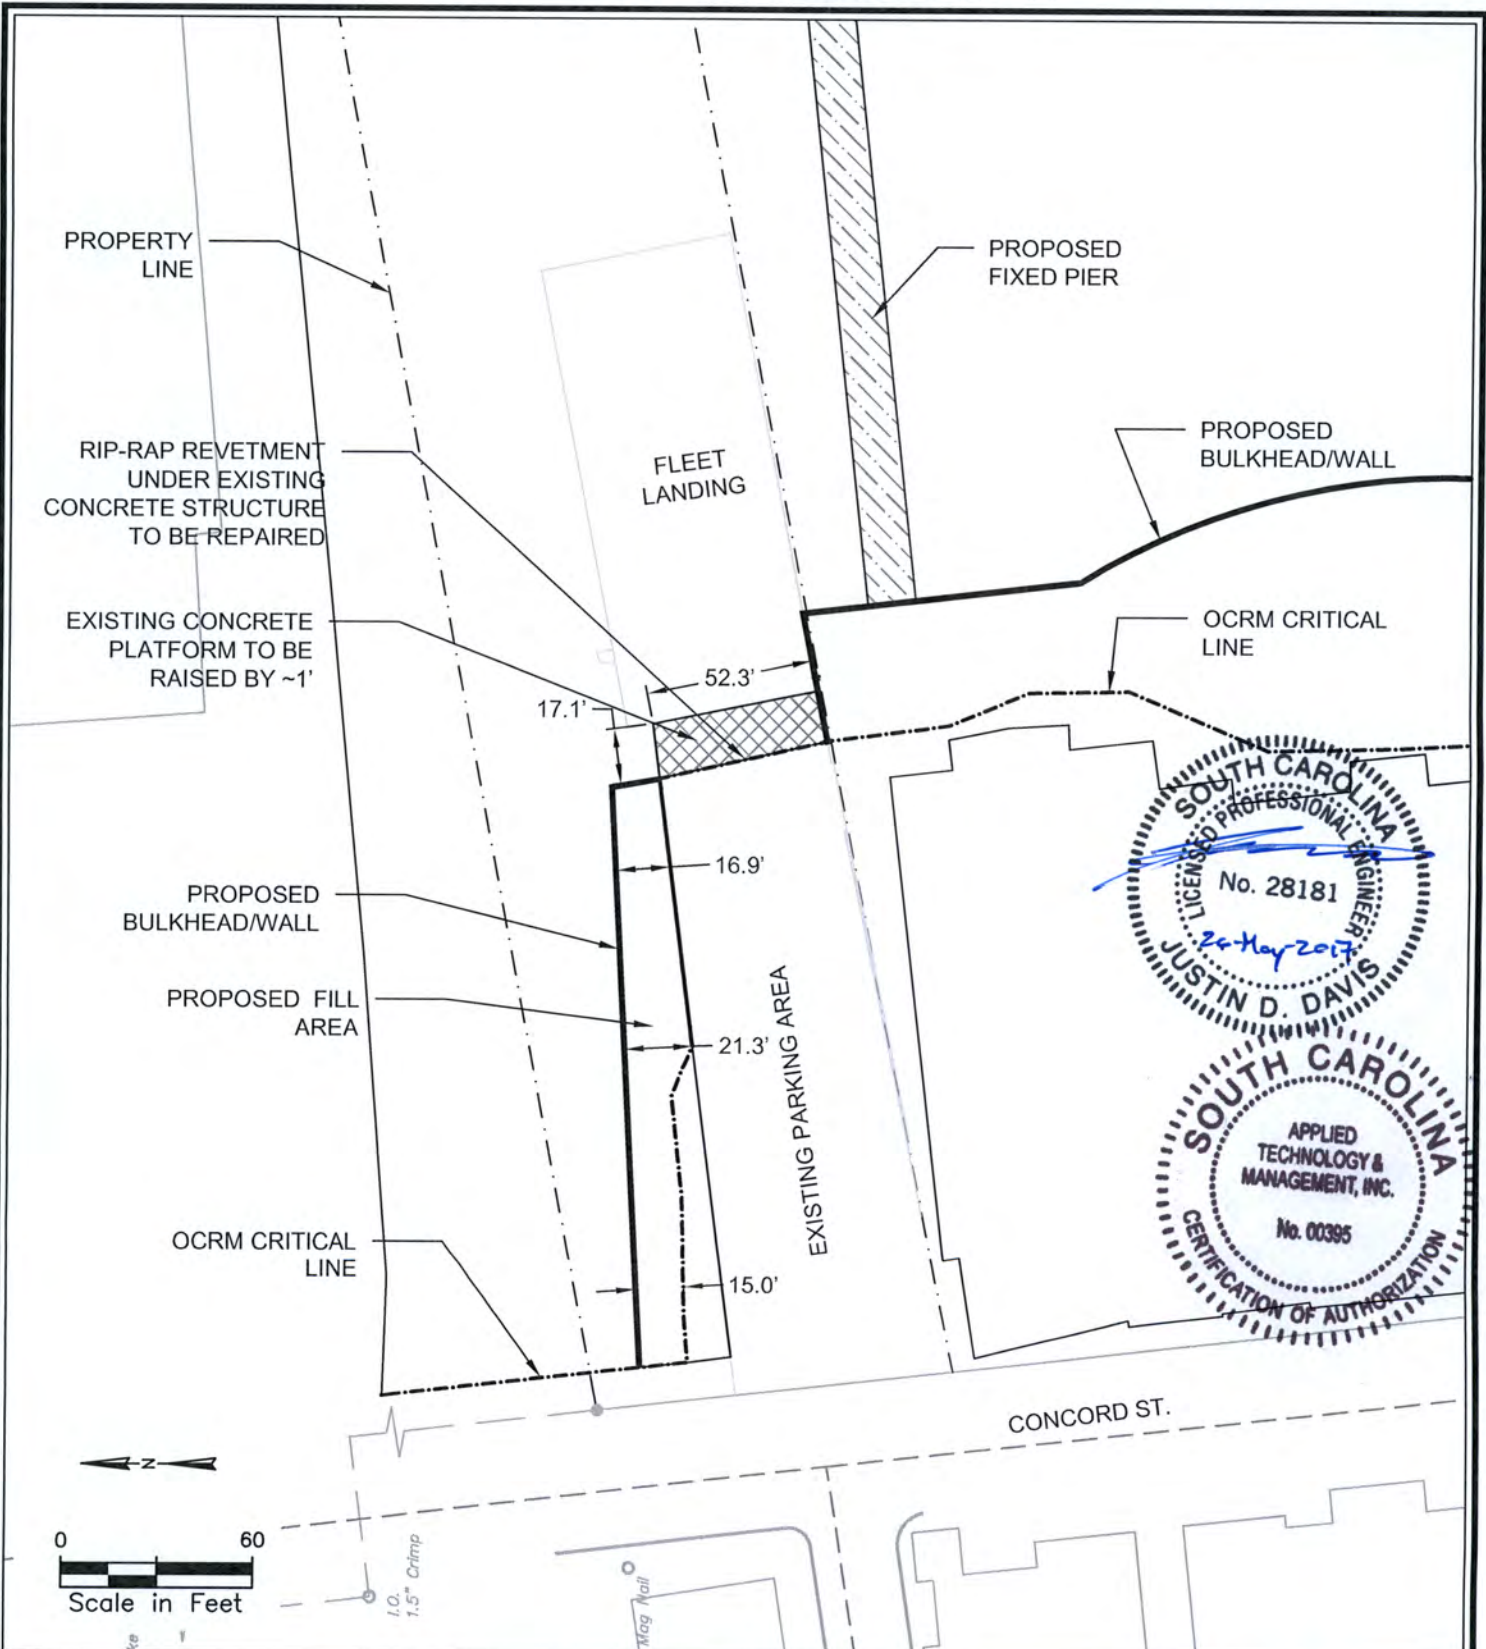 PROPERTY
LINE
PROPOSED
FIXED PIER
RIP-RAP REVETMENT
UNDER EXISTING
CONCRETE STRUCTURE
TO BE REPAIRED
FLEET
LANDING
PROPOSED
BULKHEAD/WALL
EXISTING CONCRETE
PLATFORM TO BE
RAISED BY ~1'
OCRM CRITICAL
LINE
52.3'
17.1'
16.9'
PROPOSED
BULKHEAD/WALL
PROPOSED FILL
AREA
21.3'
EXISTING PARKING AREA
OCRM CRITICAL
LINE
15.0'
SOUTH CAROLINA
LICENSED PROFESSIONAL ENGINEER
No. 28181
JUSTIN D. DAVIS
SOUTH CAROLINA
APPLIED
TECHNOLOGY &
MANAGEMENT, INC.
No. 00395
CERTIFICATION OF AUTHORIZATION
CONCORD ST.
N
0 60
Scale in Feet
I.O.
1.5" Crimp
Mag Nail